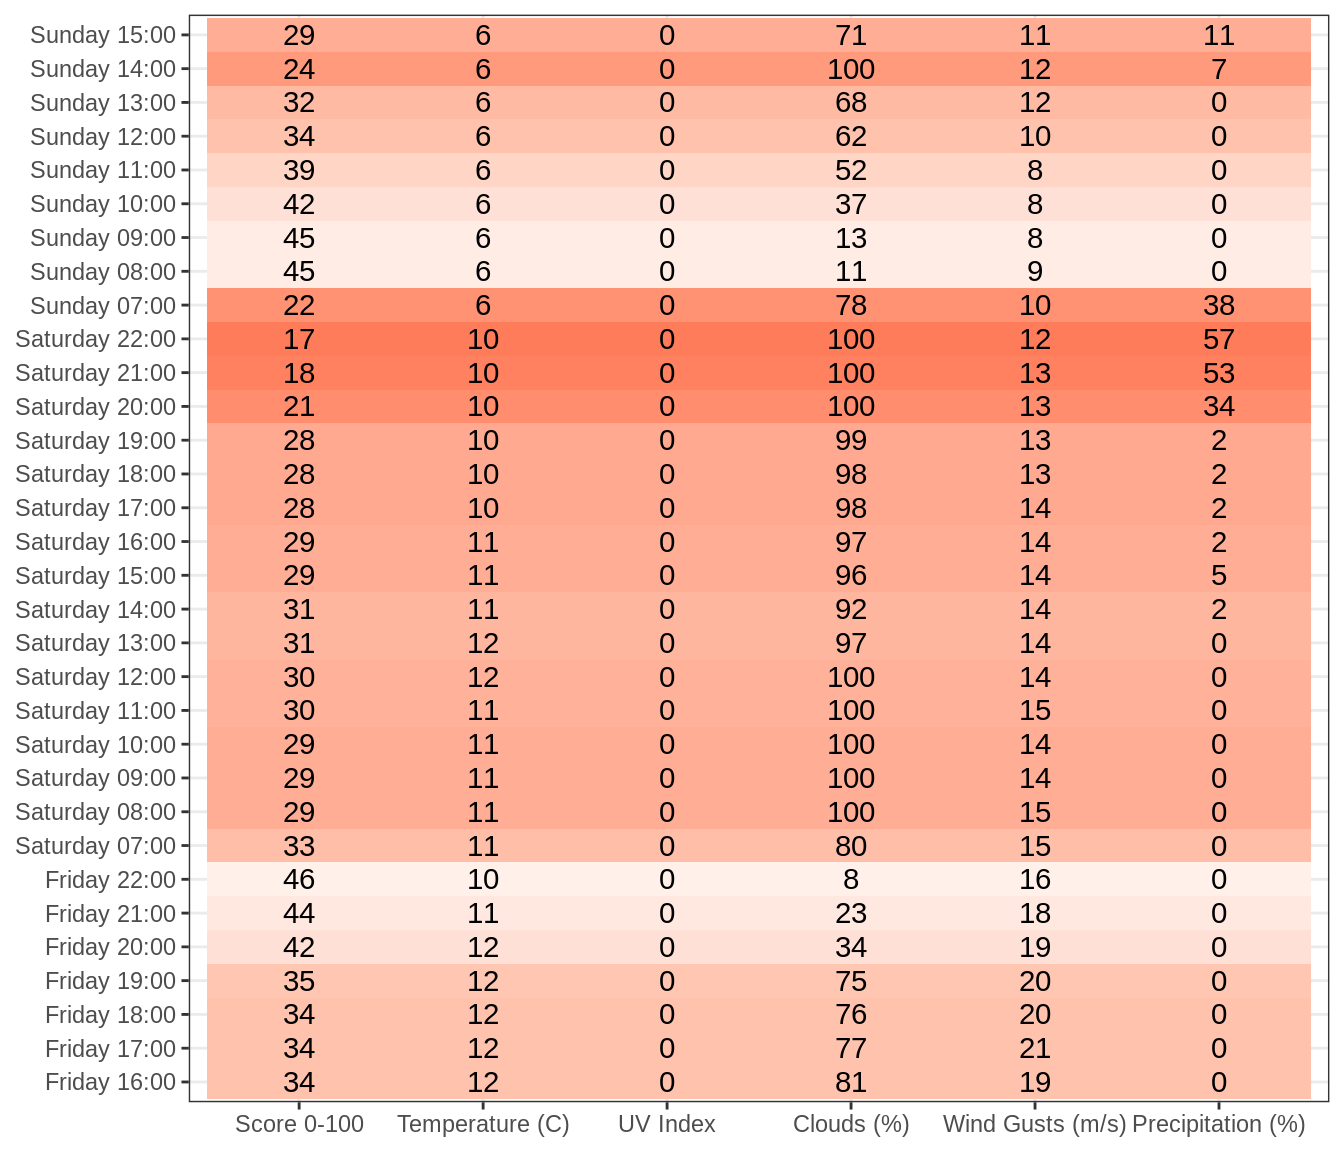 Sunday 15:00 29 6 0 71 11 11
Sunday 14:00 24 6 0 100 12 7
Sunday 13:00 32 6 0 68 12 0
Sunday 12:00 34 6 0 62 10 0
Sunday 11:00 39 6 0 52 8 0
Sunday 10:00 42 6 0 37 8 0
Sunday 09:00 45 6 0 13 8 0
Sunday 08:00 45 6 0 11 9 0
Sunday 07:00 22 6 0 78 10 38
Saturday 22:00 17 10 0 100 12 57
Saturday 21:00 18 10 0 100 13 53
Saturday 20:00 21 10 0 100 13 34
Saturday 19:00 28 10 0 99 13 2
Saturday 18:00 28 10 0 98 13 2
Saturday 17:00 28 10 0 98 14 2
Saturday 16:00 29 11 0 97 14 2
Saturday 15:00 29 11 0 96 14 5
Saturday 14:00 31 11 0 92 14 2
Saturday 13:00 31 12 0 97 14 0
Saturday 12:00 30 12 0 100 14 0
Saturday 11:00 30 11 0 100 15 0
Saturday 10:00 29 11 0 100 14 0
Saturday 09:00 29 11 0 100 14 0
Saturday 08:00 29 11 0 100 15 0
Saturday 07:00 33 11 0 80 15 0
Friday 22:00 46 10 0 8 16 0
Friday 21:00 44 11 0 23 18 0
Friday 20:00 42 12 0 34 19 0
Friday 19:00 35 12 0 75 20 0
Friday 18:00 34 12 0 76 20 0
Friday 17:00 34 12 0 77 21 0
Friday 16:00 34 12 0 81 19 0
Score 0-100 Temperature (C) UV Index Clouds (%) Wind Gusts (m/s) Precipitation (%)